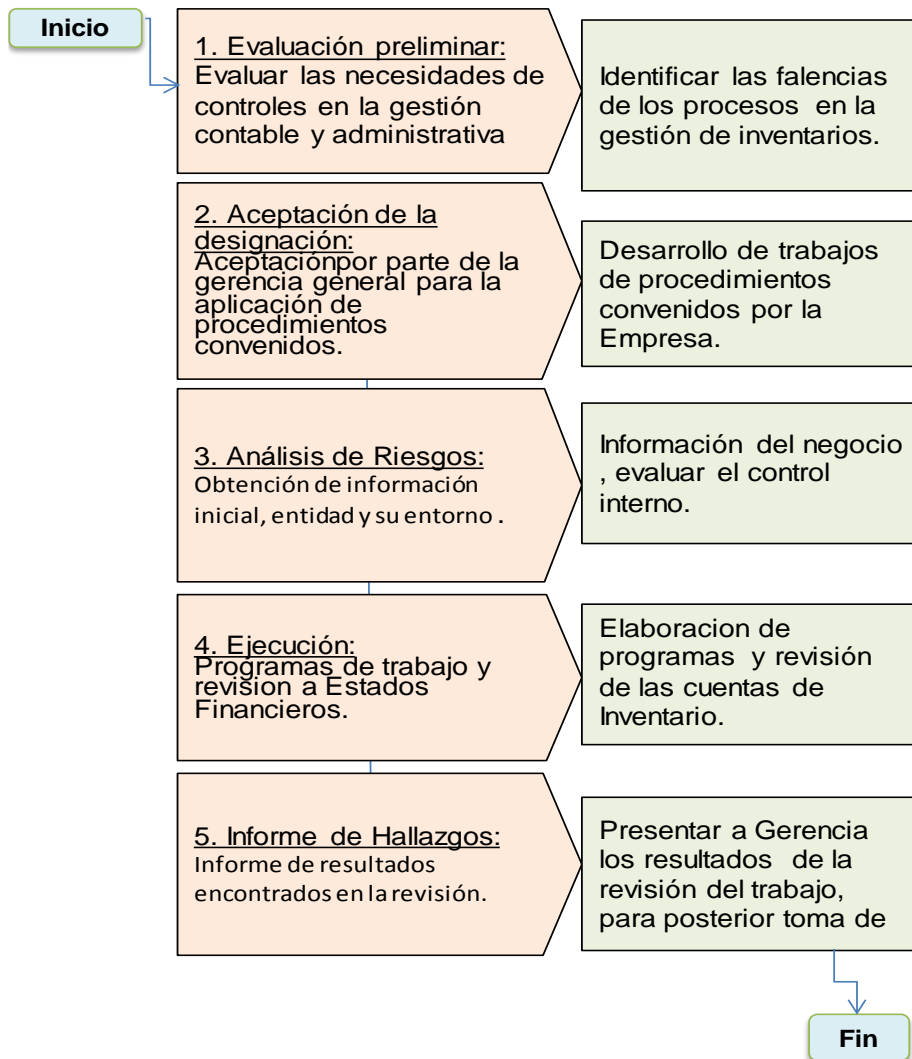 Inicio
1. Evaluación preliminar:
Evaluar las necesidades de
controles en la gestión
contable y administrativa
Identificar las falencias
de los procesos en la
gestión de inventarios.
2. Aceptación de la
designación:
Aceptaciónpor parte de la
gerencia general para la
aplicación de
procedimientos
convenidos.
Desarrollo de trabajos
de procedimientos
convenidos por la
Empresa.
3. Análisis de Riesgos:
Obtención de información
inicial, entidad y su entorno .
Información del negocio
, evaluar el control
interno.
4. Ejecución:
Programas de trabajo y
revision a Estados
Financieros.
Elaboracion de
programas y revisión
de las cuentas de
Inventario.
5. Informe de Hallazgos:
Informe de resultados
encontrados en la revisión.
Presentar a Gerencia
los resultados de la
revisión del trabajo,
para posterior toma de
Fin